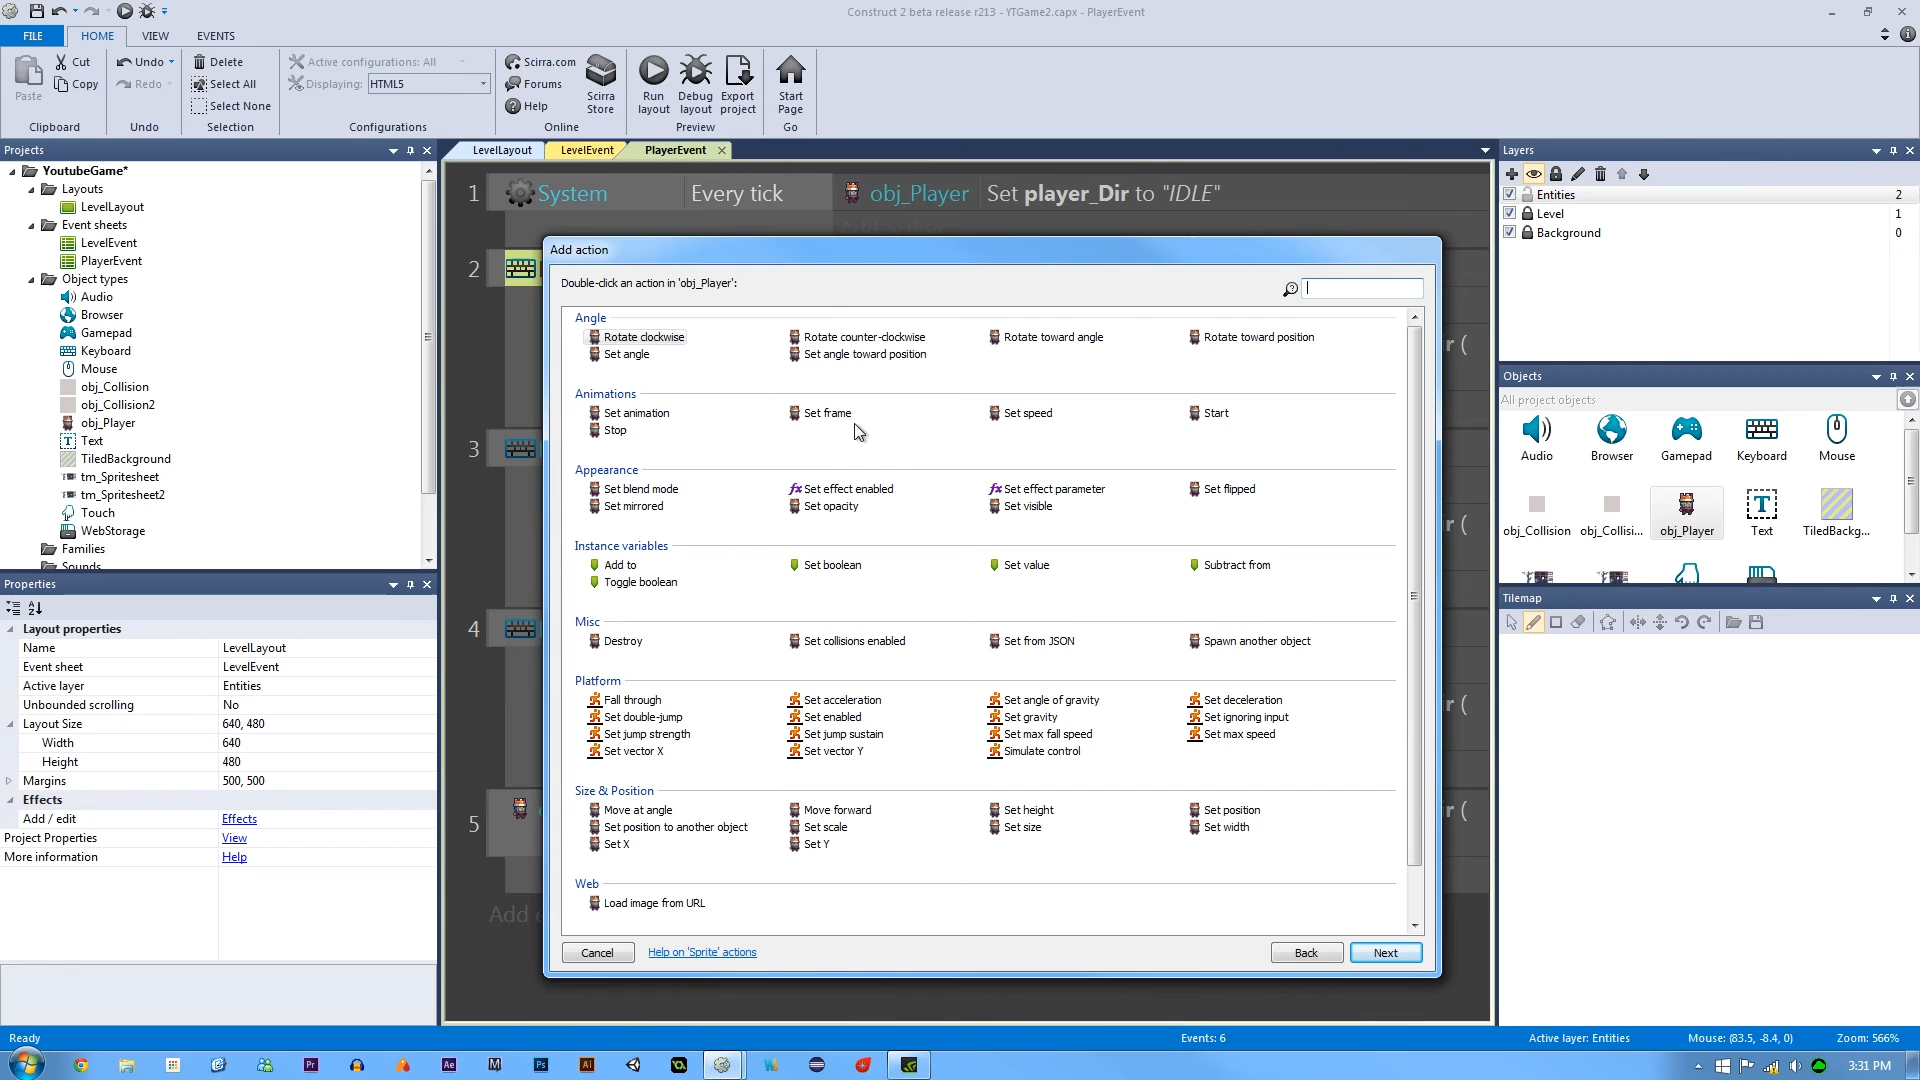 Construct 2 beta release r213 - YTGame2.capx - PlayerEvent
FILE
HOME
VIEW
EVENTS
Paste
Cut
Copy
Clipboard
Undo
Redo
Undo
Delete
Select All
Select None
Selection
Active configurations: All
Displaying:
HTML5
Configurations
Scirra.com
Forums
Help
Scirra
Store
Online
Run
layout
Debug
layout
Export
project
Preview
Start
Page
Go
Projects
YoutubeGame*
Layouts
LevelLayout
Event sheets
LevelEvent
PlayerEvent
Object types
Audio
Browser
Gamepad
Keyboard
Mouse
obj_Collision
obj_Collision2
obj_Player
Text
TiledBackground
tm_Spritesheet
tm_Spritesheet2
Touch
WebStorage
Families
Sounds
Properties
Layout properties
Name LevelLayout
Event sheet LevelEvent
Active layer Entities
Unbounded scrolling No
Layout Size 640, 480
Width 640
Height 480
Margins 500, 500
Effects
Add / edit Effects
Project Properties View
More information Help
LevelLayout
LevelEvent
PlayerEvent
1 System Every tick obj_Player Set player_Dir to "IDLE"
Add action
2
3
4
5
Add e
ir (
ir (
ir (
ir (
Add action
Double-click an action in 'obj_Player':
Angle
Rotate clockwise Rotate counter-clockwise Rotate toward angle Rotate toward position
Set angle Set angle toward position
Animations
Set animation Set frame Set speed Start
Stop
Appearance
Set blend mode fx Set effect enabled fx Set effect parameter Set flipped
Set mirrored Set opacity Set visible
Instance variables
Add to Set boolean Set value Subtract from
Toggle boolean
Misc
Destroy Set collisions enabled Set from JSON Spawn another object
Platform
Fall through Set acceleration Set angle of gravity Set deceleration
Set double-jump Set enabled Set gravity Set ignoring input
Set jump strength Set jump sustain Set max fall speed Set max speed
Set vector X Set vector Y Simulate control
Size & Position
Move at angle Move forward Set height Set position
Set position to another object Set scale Set size Set width
Set X Set Y
Web
Load image from URL
Cancel
Help on 'Sprite' actions
Back
Next
Layers
Entities 2
Level 1
Background 0
Objects
All project objects
Audio Browser Gamepad Keyboard Mouse
obj_Collision obj_Collisi... obj_Player Text TiledBackg...
Tilemap
Ready
Events: 6
Active layer: Entities
Mouse: (83.5, -8.4, 0)
Zoom: 566%
Pr
Ae
M
Ps
Ai
3:31 PM